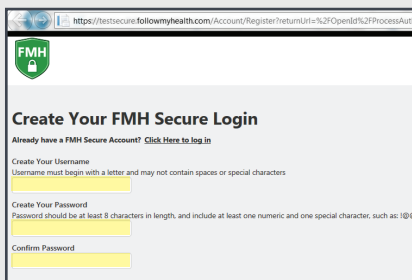 https://testsecure.followmyhealth.com/Account/Register?returnUrl=%2FOpenId%2FProcessAut
FMH
Create Your FMH Secure Login
Already have a FMH Secure Account? Click Here to log in
Create Your Username
Username must begin with a letter and may not contain spaces or special characters
Create Your Password
Password should be at least 8 characters in length, and include at least one numeric and one special character, such as: !@
Confirm Password